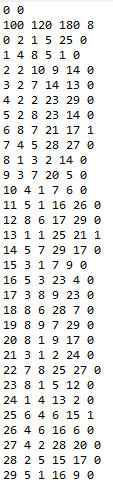 0 0
100 120 180 8
0 2 1 5 25 0
1 4 8 5 1 0
2 2 10 9 14 0
3 2 7 14 13 0
4 2 2 23 29 0
5 2 8 23 14 0
6 8 7 21 17 1
7 4 5 28 27 0
8 1 3 2 14 0
9 3 7 20 5 0
10 4 1 7 6 0
11 5 1 16 26 0
12 8 6 17 29 0
13 1 1 25 21 1
14 5 7 29 17 0
15 3 1 7 9 0
16 5 3 23 4 0
17 3 8 9 23 0
18 8 6 28 7 0
19 8 9 7 29 0
20 8 1 9 17 0
21 3 1 2 24 0
22 7 8 25 27 0
23 8 1 5 12 0
24 1 4 13 2 0
25 6 4 6 15 1
26 4 6 16 6 0
27 4 2 28 20 0
28 2 5 15 17 0
29 5 1 16 9 0